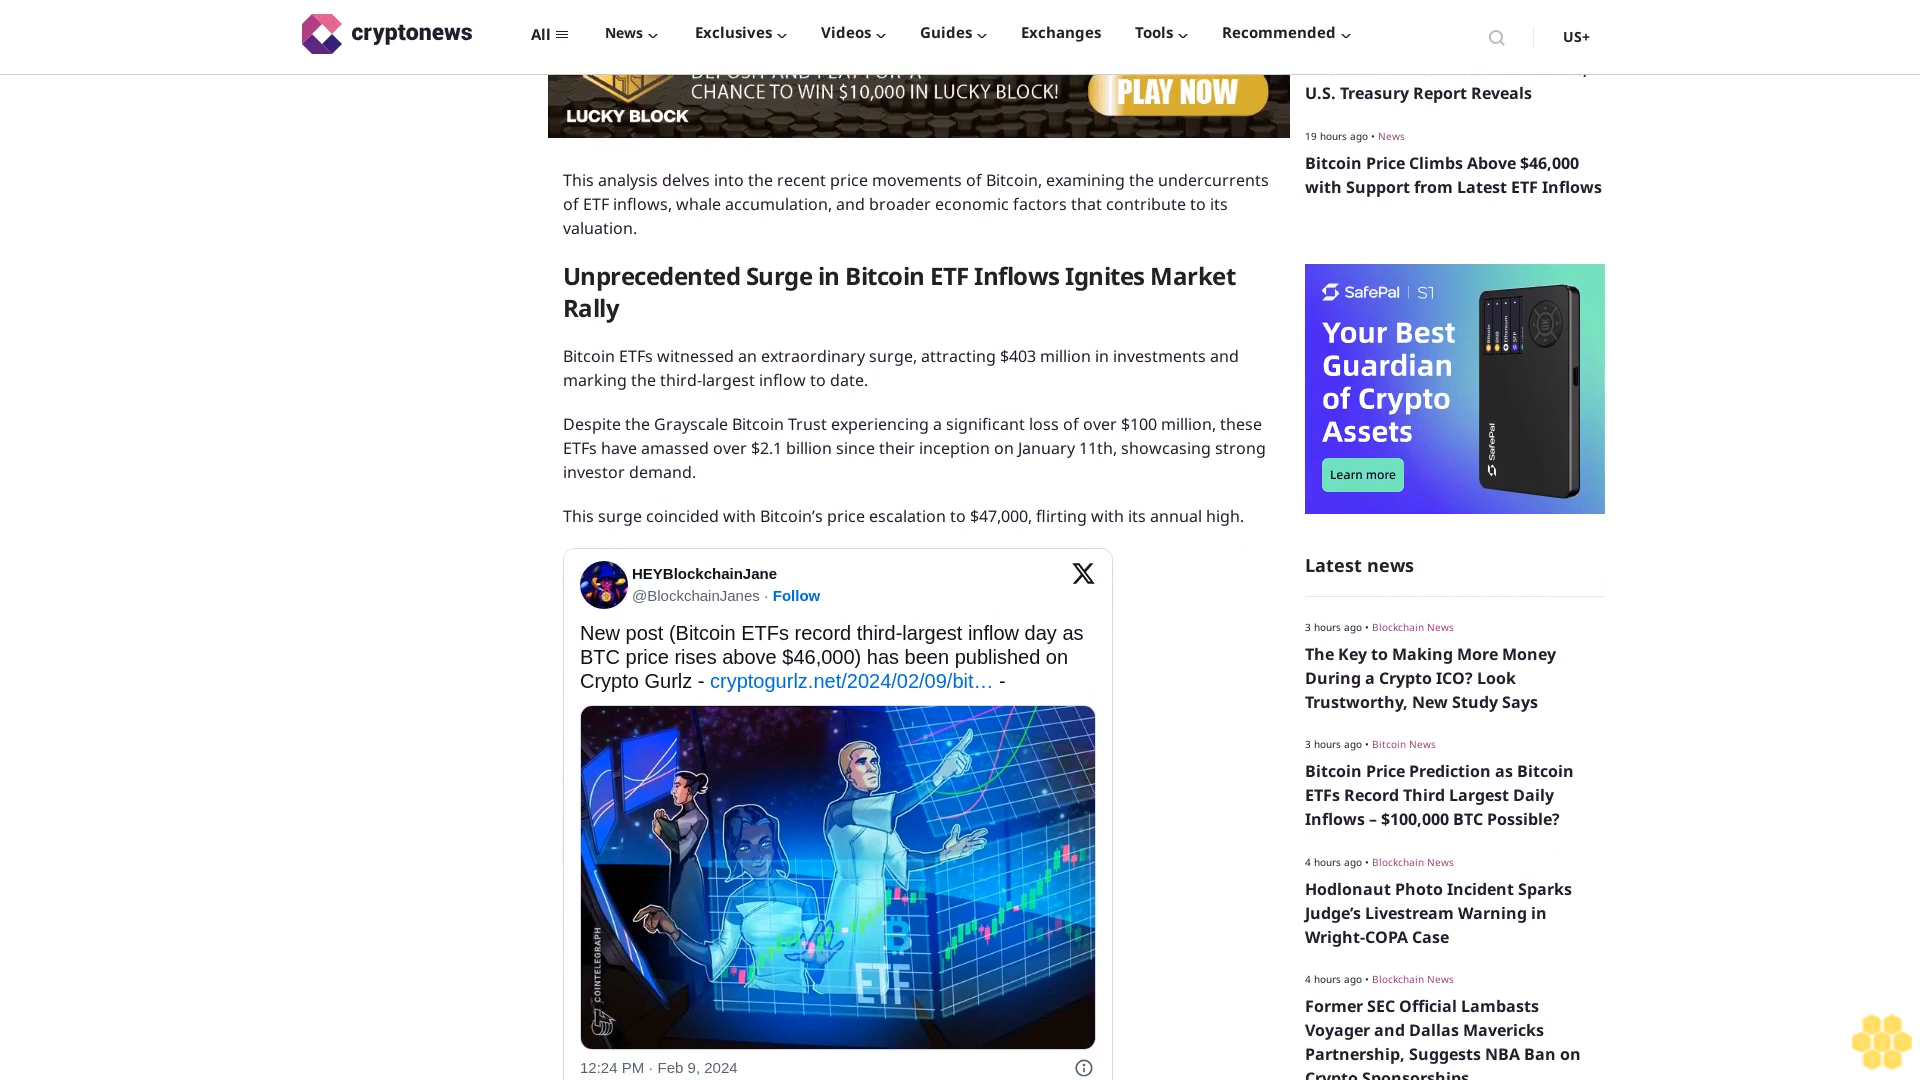 cryptonews
All
News
Exclusives
Videos
Guides
Exchanges
Tools
Recommended
US+
CHANCE TO WIN $10,000 IN LUCKY BLOCK!
PLAY NOW
LUCKY BLOCK
This analysis delves into the recent price movements of Bitcoin, examining the undercurrents
of ETF inflows, whale accumulation, and broader economic factors that contribute to its
valuation.
Unprecedented Surge in Bitcoin ETF Inflows Ignites Market
Rally
Bitcoin ETFs witnessed an extraordinary surge, attracting $403 million in investments and
marking the third-largest inflow to date.
Despite the Grayscale Bitcoin Trust experiencing a significant loss of over $100 million, these
ETFs have amassed over $2.1 billion since their inception on January 11th, showcasing strong
investor demand.
This surge coincided with Bitcoin’s price escalation to $47,000, flirting with its annual high.
HEYBlockchainJane
@BlockchainJanes · Follow
New post (Bitcoin ETFs record third-largest inflow day as
BTC price rises above $46,000) has been published on
Crypto Gurlz - cryptogurlz.net/2024/02/09/bit… -
COINTELEGRAPH
ETF
12:24 PM · Feb 9, 2024
U.S. Treasury Report Reveals
19 hours ago • News
Bitcoin Price Climbs Above $46,000
with Support from Latest ETF Inflows
SafePal | S1
Your Best
Guardian
of Crypto
Assets
Learn more
SafePal
Latest news
3 hours ago • Blockchain News
The Key to Making More Money
During a Crypto ICO? Look
Trustworthy, New Study Says
3 hours ago • Bitcoin News
Bitcoin Price Prediction as Bitcoin
ETFs Record Third Largest Daily
Inflows – $100,000 BTC Possible?
4 hours ago • Blockchain News
Hodlonaut Photo Incident Sparks
Judge’s Livestream Warning in
Wright-COPA Case
4 hours ago • Blockchain News
Former SEC Official Lambasts
Voyager and Dallas Mavericks
Partnership, Suggests NBA Ban on
Crypto Sponsorships